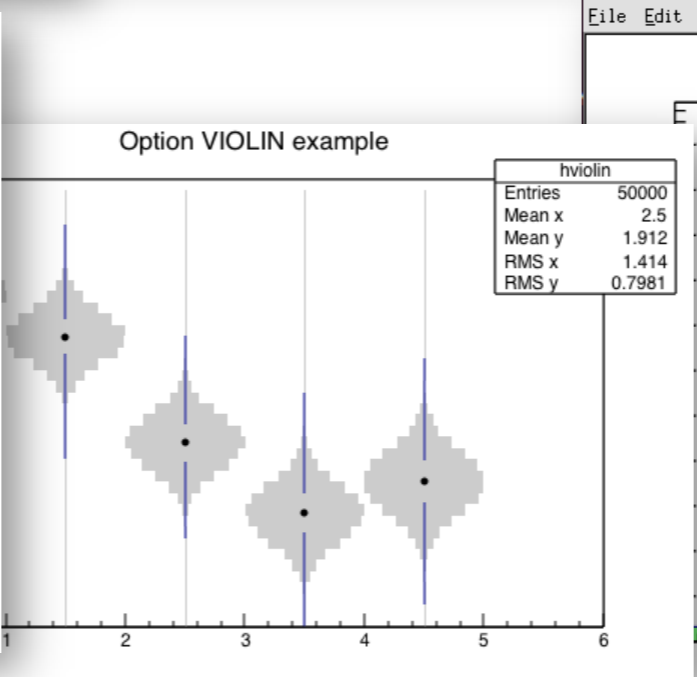 File Edit
E
Option VIOLIN example
hviolin
Entries 50000
Mean x 2.5
Mean y 1.912
RMS x 1.414
RMS y 0.7981
1 2 3 4 5 6